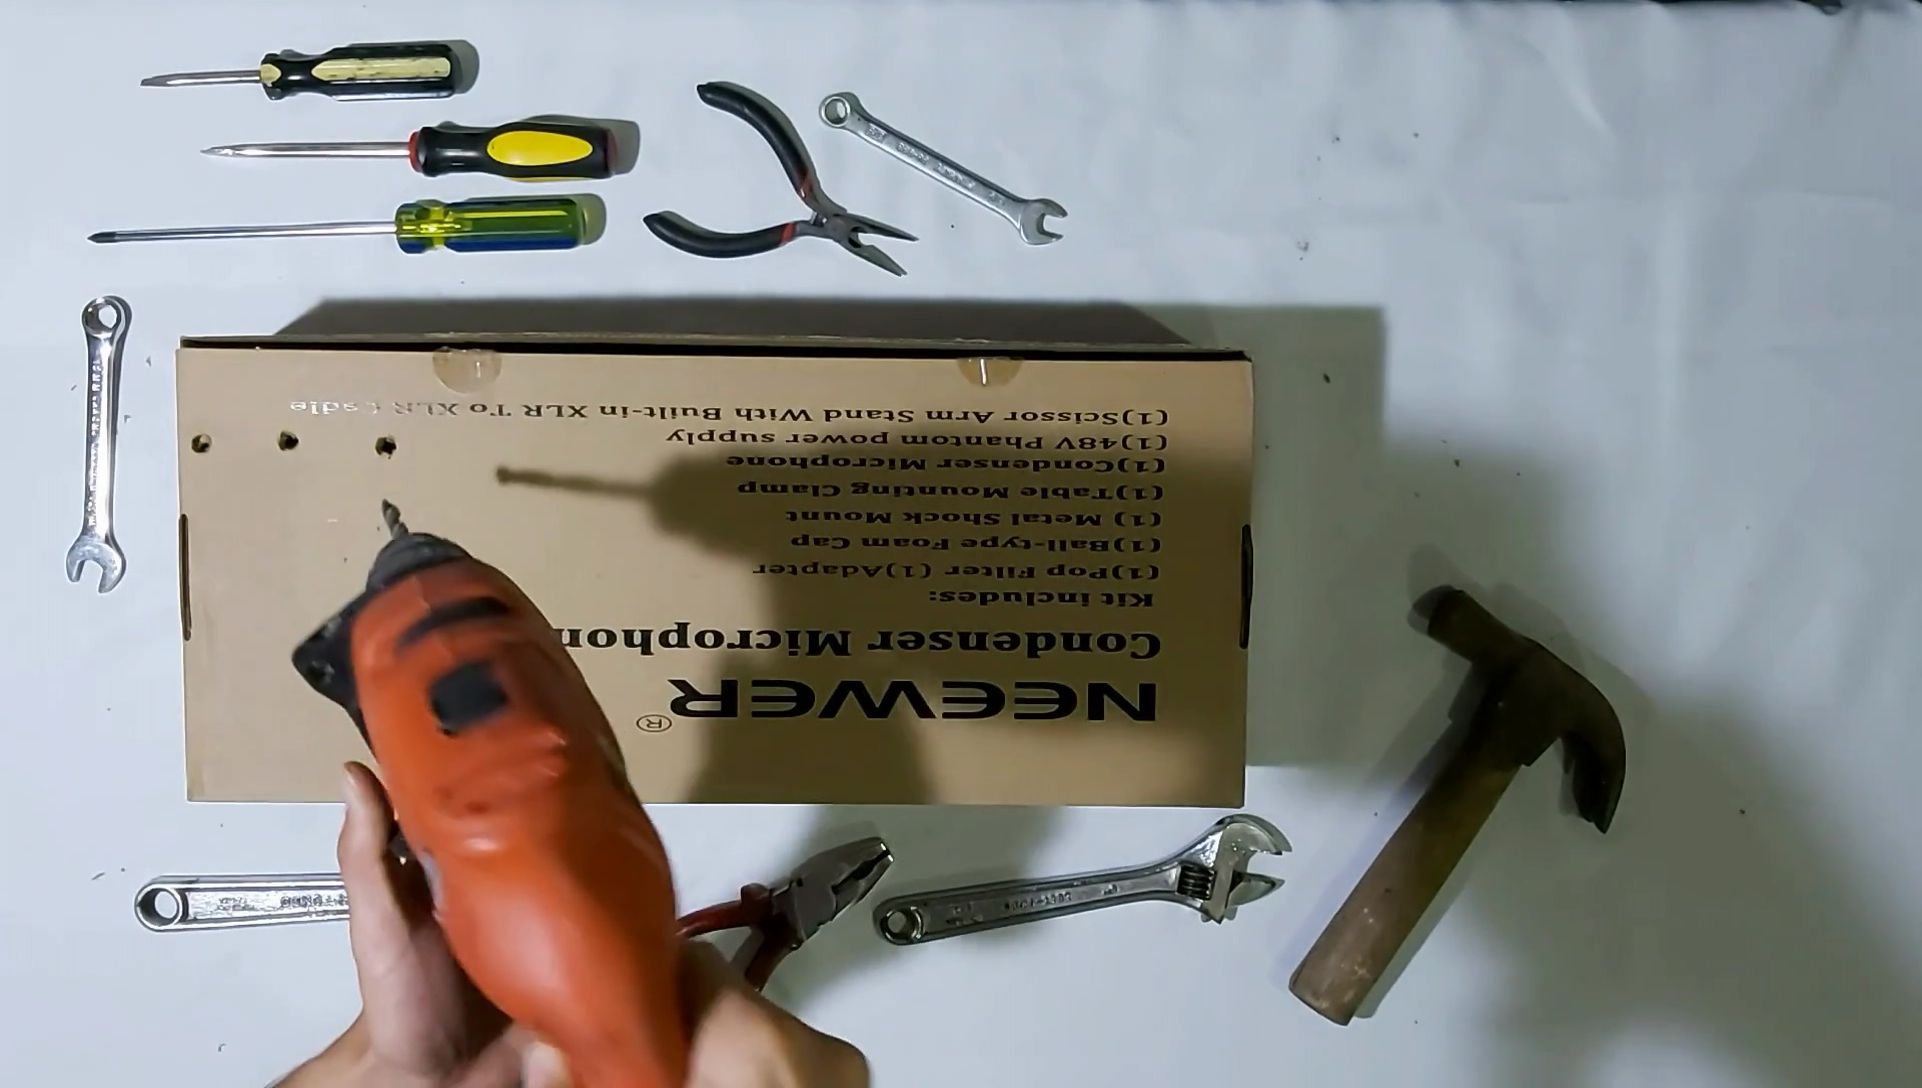 NEEWER®
Condenser Microphon
Kit includes:
(1)Pop Filter (1)Adapter
(1)Ball-type Foam Cap
(1) Metal Shock Mount
(1)Table Mounting Clamp
(1)Condenser Microphone
(1)48V Phantom power supply
(1)Scissor Arm Stand With Built-in XLR To XLR Cable